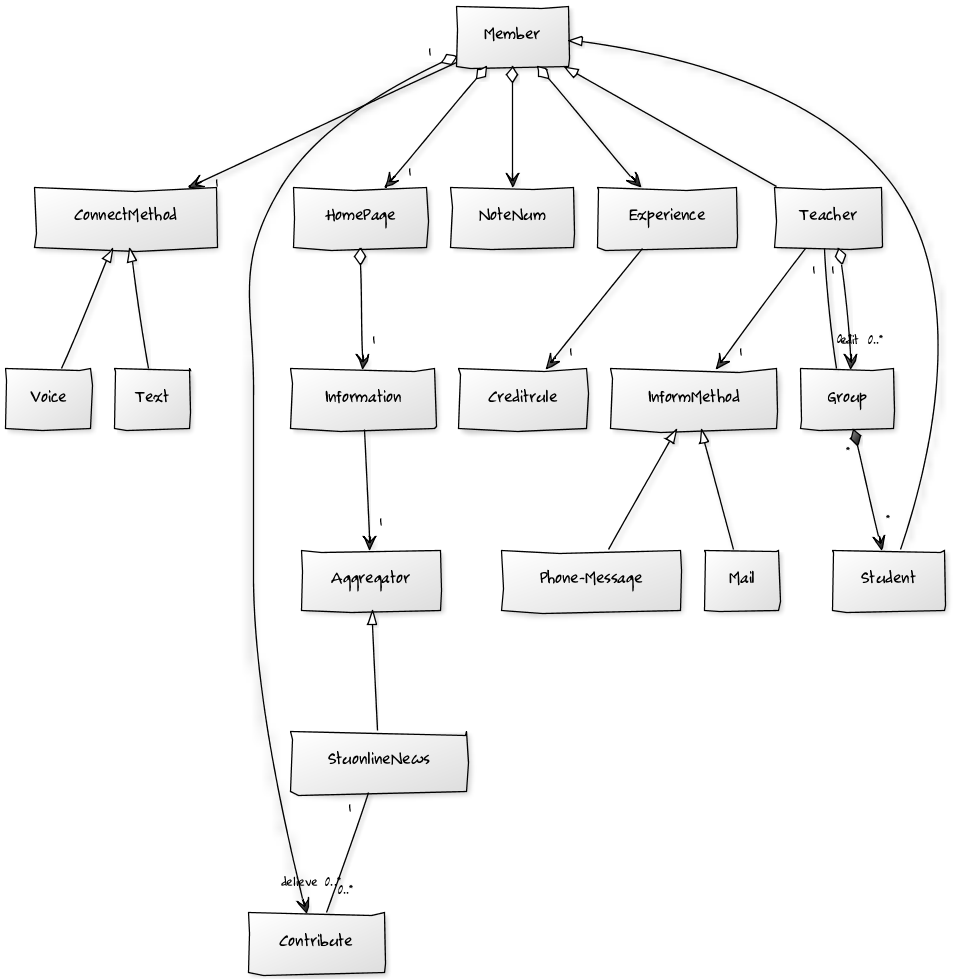 Member
1
1
1
ConnectMethod
HomePage
NoteNum
Experience
Teacher
1
1
1
1
1
0..*
Voice
Text
Information
Creditrule
InformMethod
Group
*
*
1
Aggregator
Phone-Message
Mail
Student
StuonlineNews
1
delieve 0..*
0..*
Contribute